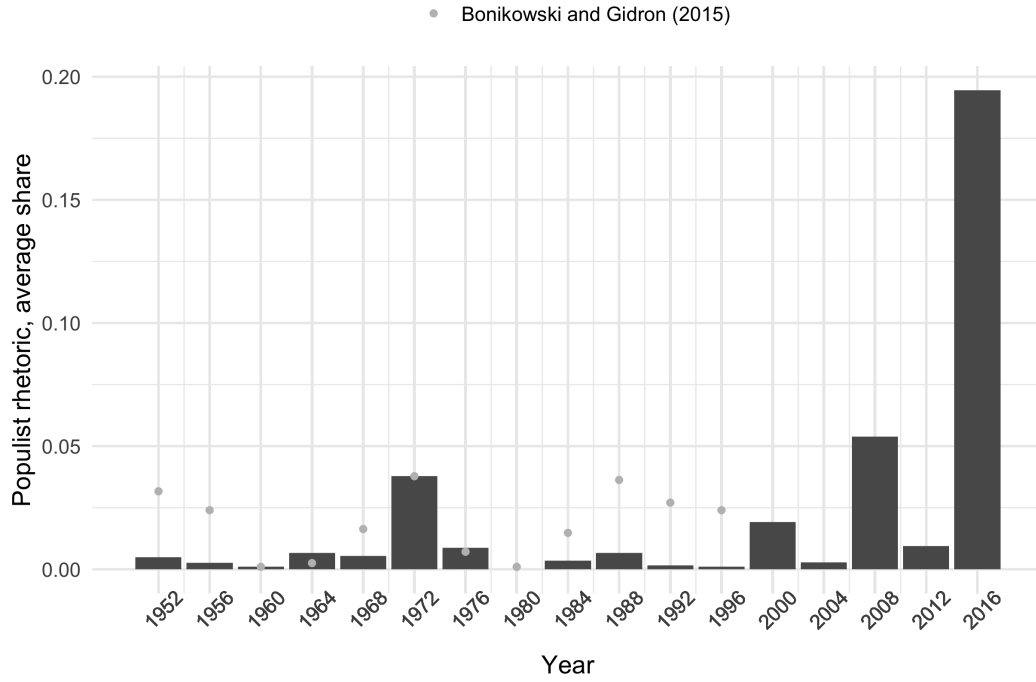 Bonikowski and Gidron (2015)
Populist rhetoric, average share
0.20
0.15
0.10
0.05
0.00
1952 1956 1960 1964 1968 1972 1976 1980 1984 1988 1992 1996 2000 2004 2008 2012 2016
Year